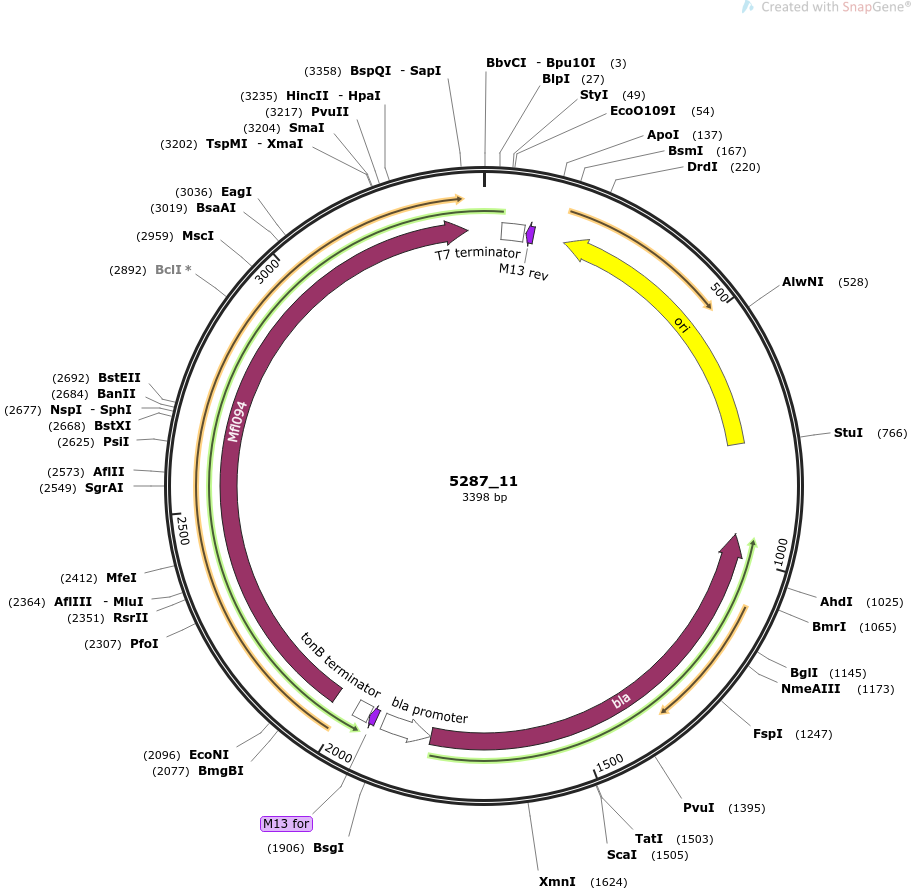 Created with SnapGene®
(3358) BspQI - SapI
(3235) HincII - HpaI
(3217) PvuII
(3204) SmaI
(3202) TspMI - XmaI
(3036) EagI
(3019) BsaAI
(2959) MscI
(2892) BclI *
(2692) BstEII
(2684) BanII
(2677) NspI - SphI
(2668) BstXI
(2625) PsiI
(2573) AflII
(2549) SgrAI
(2412) MfeI
(2364) AflIII - MluI
(2351) RsrII
(2307) PfoI
(2096) EcoNI
(2077) BmgBI
M13 for
(1906) BsgI
BbvCI - Bpu10I (3)
BlpI (27)
StyI (49)
EcoO109I (54)
ApoI (137)
BsmI (167)
DrdI (220)
AlwNI (528)
StuI (766)
AhdI (1025)
BmrI (1065)
BglI (1145)
NmeAIII (1173)
FspI (1247)
PvuI (1395)
TatI (1503)
ScaI (1505)
XmnI (1624)
500
1000
1500
2000
2500
3000
T7 terminator
M13 rev
ori
Mfl094
5287_11
3398 bp
tonB terminator
bla promoter
bla